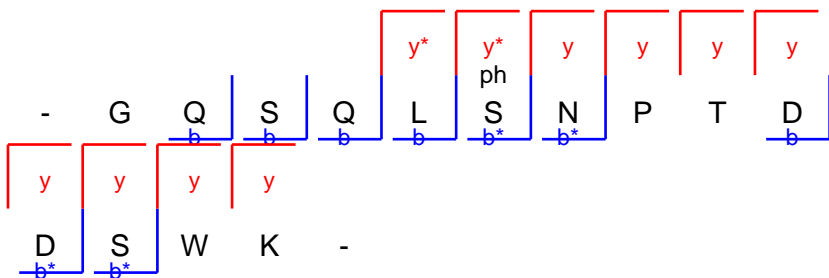 y* y* y y y y
ph
- G Q S Q L S N P T D
b b b b b* b* b
y y y y
D S W K -
b* b*